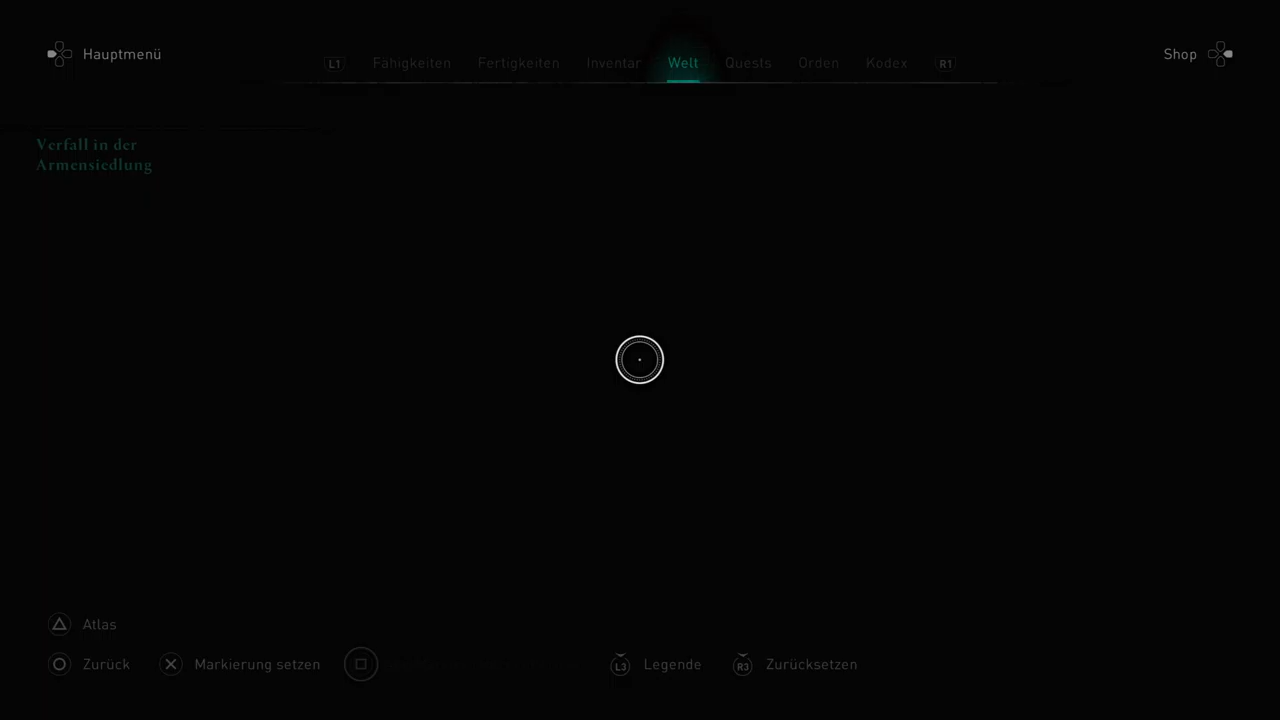 Hauptmenü
L1 Fähigkeiten Fertigkeiten Inventar Welt Quests Orden Kodex R1
Shop
Verfall in der
Armensiedlung
Atlas
Zurück Markierung setzen L3 Legende R3 Zurücksetzen